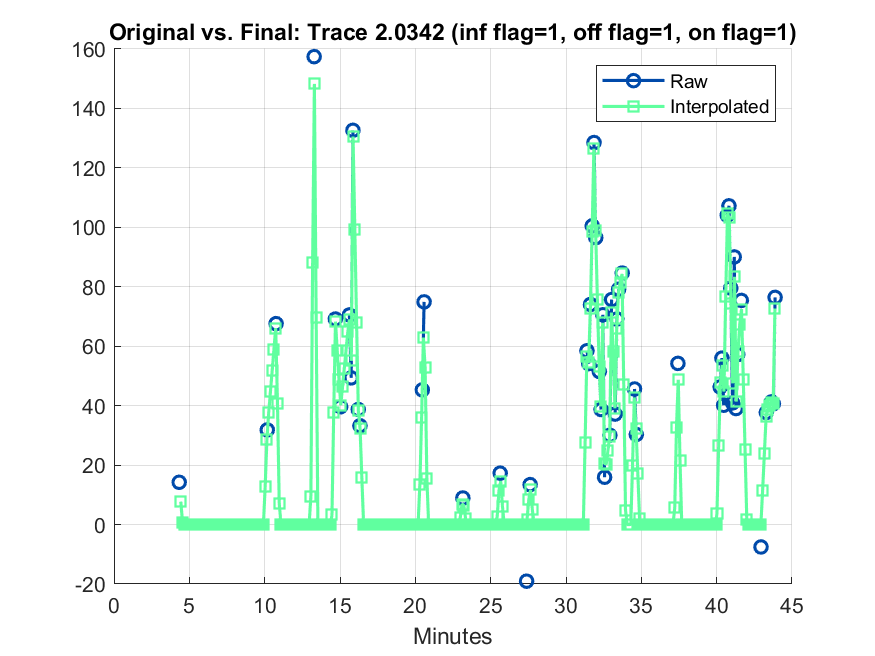 Original vs. Final: Trace 2.0342 (inf flag=1, off flag=1, on flag=1)
160
140
120
100
80
60
40
20
0
-20
Raw
Interpolated
0 5 10 15 20 25 30 35 40 45
Minutes